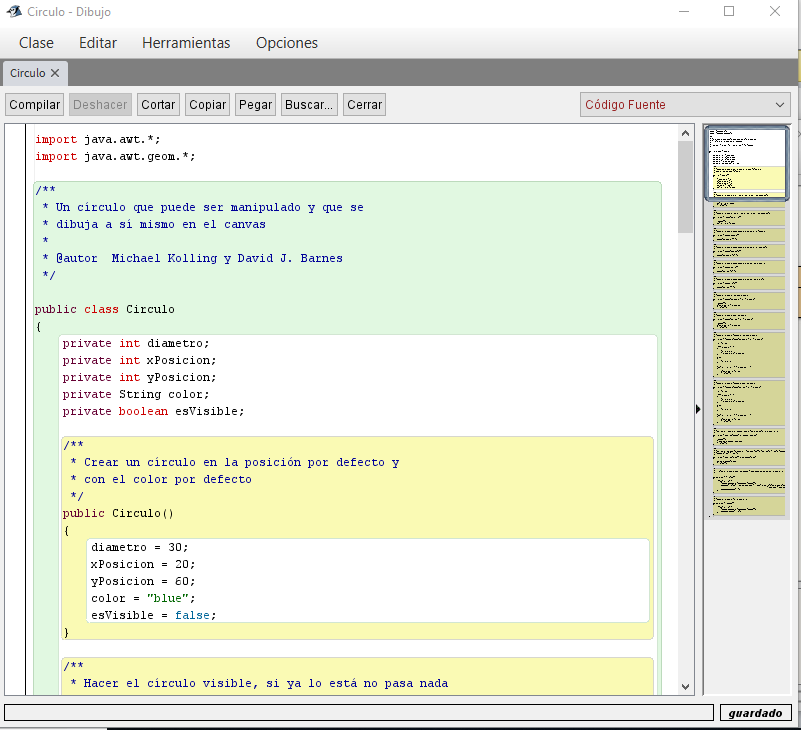 Circulo - Dibujo
Clase Editar Herramientas Opciones
Circulo
Compilar Deshacer Cortar Copiar Pegar Buscar... Cerrar Código Fuente
import java.awt.*;
import java.awt.geom.*;
/**
* Un círculo que puede ser manipulado y que se
* dibuja a sí mismo en el canvas
*
* @autor  Michael Kolling y David J. Barnes
*/
public class Circulo
{
private int diametro;
private int xPosicion;
private int yPosicion;
private String color;
private boolean esVisible;
/**
* Crear un círculo en la posición por defecto y
* con el color por defecto
*/
public Circulo()
{
diametro = 30;
xPosicion = 20;
yPosicion = 60;
color = "blue";
esVisible = false;
}
/**
* Hacer el círculo visible, si ya lo está no pasa nada
guardado